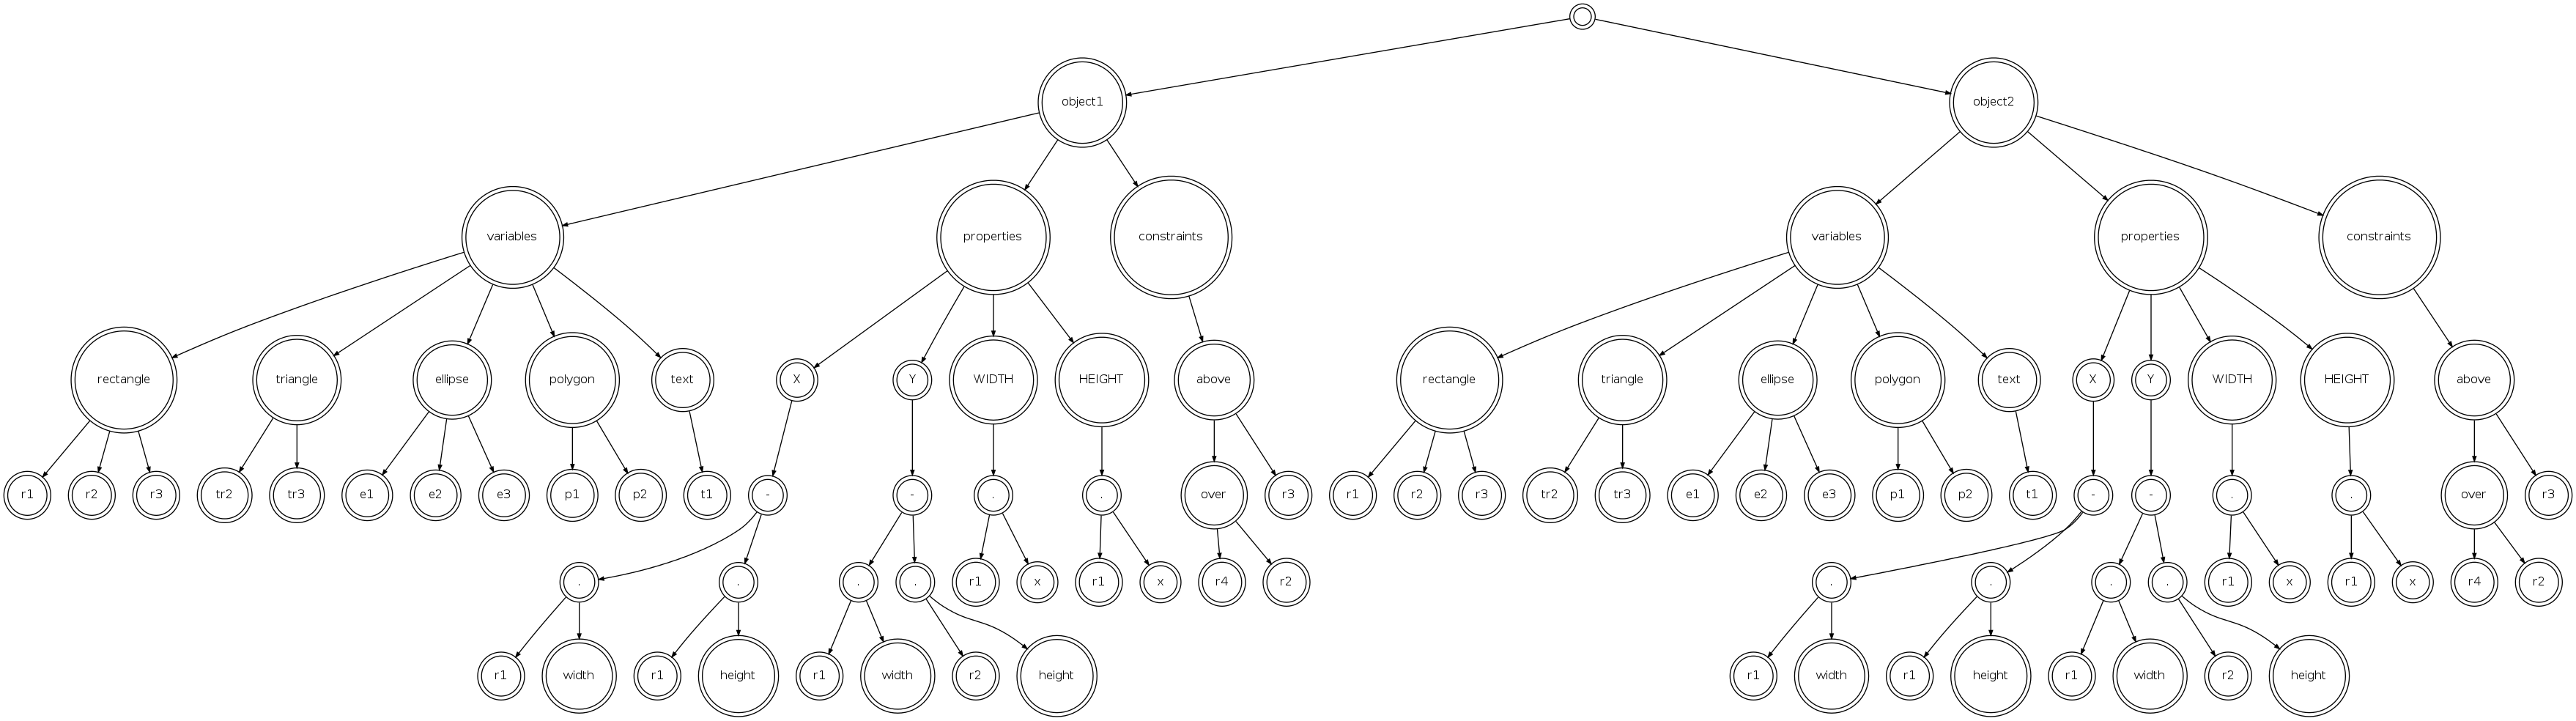 object1 object2
variables properties constraints variables properties constraints
rectangle triangle ellipse polygon text X Y WIDTH HEIGHT above rectangle triangle ellipse polygon text X Y WIDTH HEIGHT above
r1 r2 r3 tr2 tr3 e1 e2 e3 p1 p2 t1 - - . . over r3 r1 r2 r3 tr2 tr3 e1 e2 e3 p1 p2 t1 - - . . over r3
. . . . r1 x r1 x r4 r2 . . . . r1 x r1 x r4 r2
r1 width r1 height r1 width r2 height r1 width r1 height r1 width r2 height